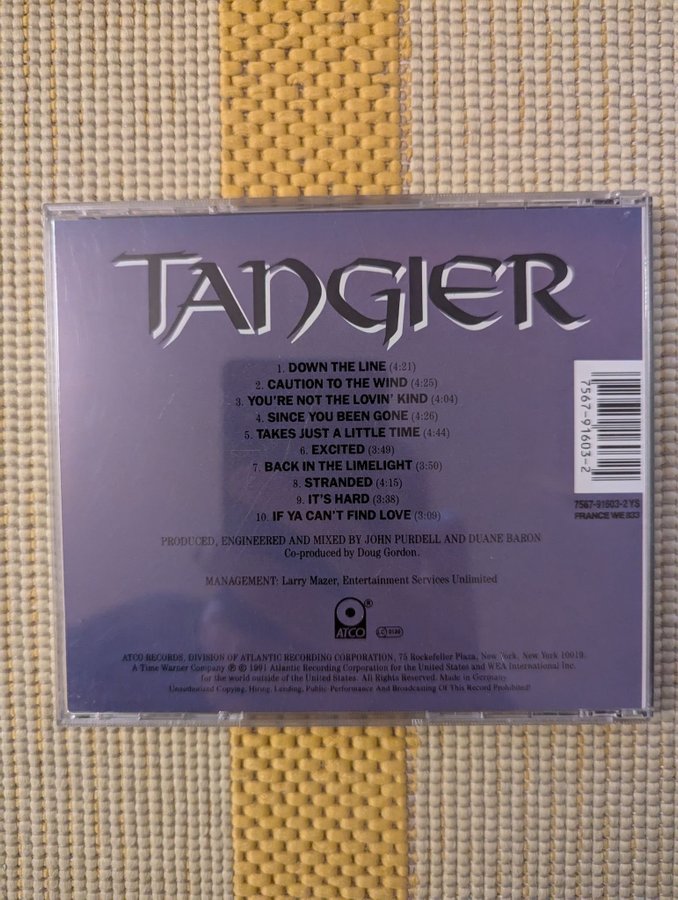 TANGIER
1. DOWN THE LINE (4:21)
2. CAUTION TO THE WIND (4:25)
3. YOU'RE NOT THE LOVIN' KIND (4:04)
4. SINCE YOU BEEN GONE (4:26)
5. TAKES JUST A LITTLE TIME (4:44)
6. EXCITED (3:49)
7. BACK IN THE LIMELIGHT (3:50)
8. STRANDED (4:15)
9. IT'S HARD (3:38)
10. IF YA CAN'T FIND LOVE (3:09)
7567-91603-2
7567-91603-2 YS
FRANCE WE 833
PRODUCED, ENGINEERED AND MIXED BY JOHN PURDELL AND DUANE BARON
Co-produced by Doug Gordon.
MANAGEMENT: Larry Mazer, Entertainment Services Unlimited
ATCO ®
LC
ATCO RECORDS, DIVISION OF ATLANTIC RECORDING CORPORATION, 75 Rockefeller Plaza, New York, New York 10019.
A Time Warner Company ℗ © 1991 Atlantic Recording Corporation for the United States and WEA International Inc.
for the world outside of the United States. All Rights Reserved. Made in Germany
Unauthorized Copying, Hiring, Lending, Public Performance And Broadcasting Of This Record Prohibited!